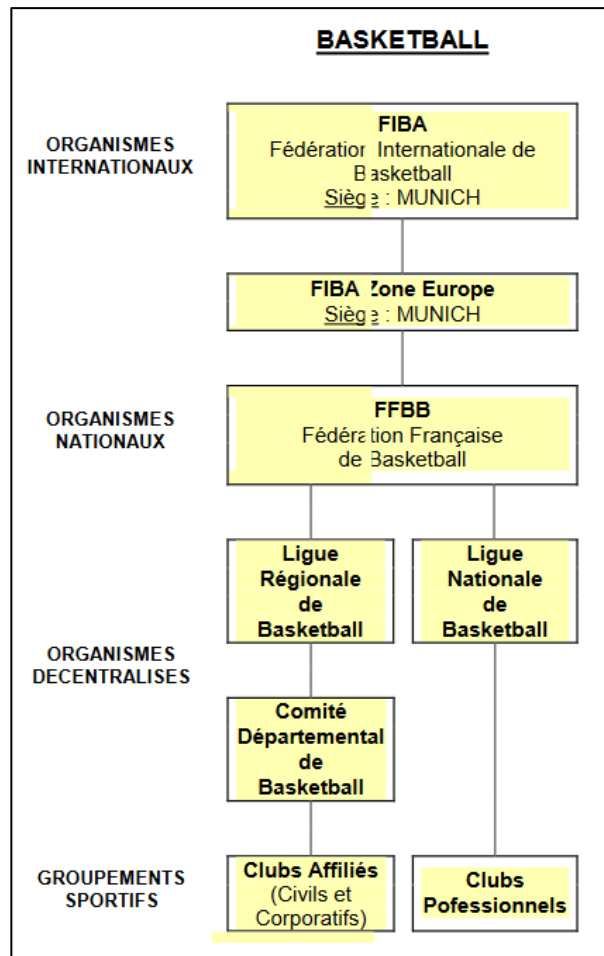 BASKETBALL
ORGANISMES
INTERNATIONAUX
FIBA
Fédération Internationale de
Basketball
Siège : MUNICH
FIBA Zone Europe
Siège : MUNICH
ORGANISMES
NATIONAUX
FFBB
Fédération Française
de Basketball
Ligue
Régionale
de
Basketball
Ligue
Nationale
de
Basketball
ORGANISMES
DECENTRALISES
Comité
Départemental
de
Basketball
GROUPEMENTS
SPORTIFS
Clubs Affiliés
(Civils et
Corporatifs)
Clubs
Pofessionnels